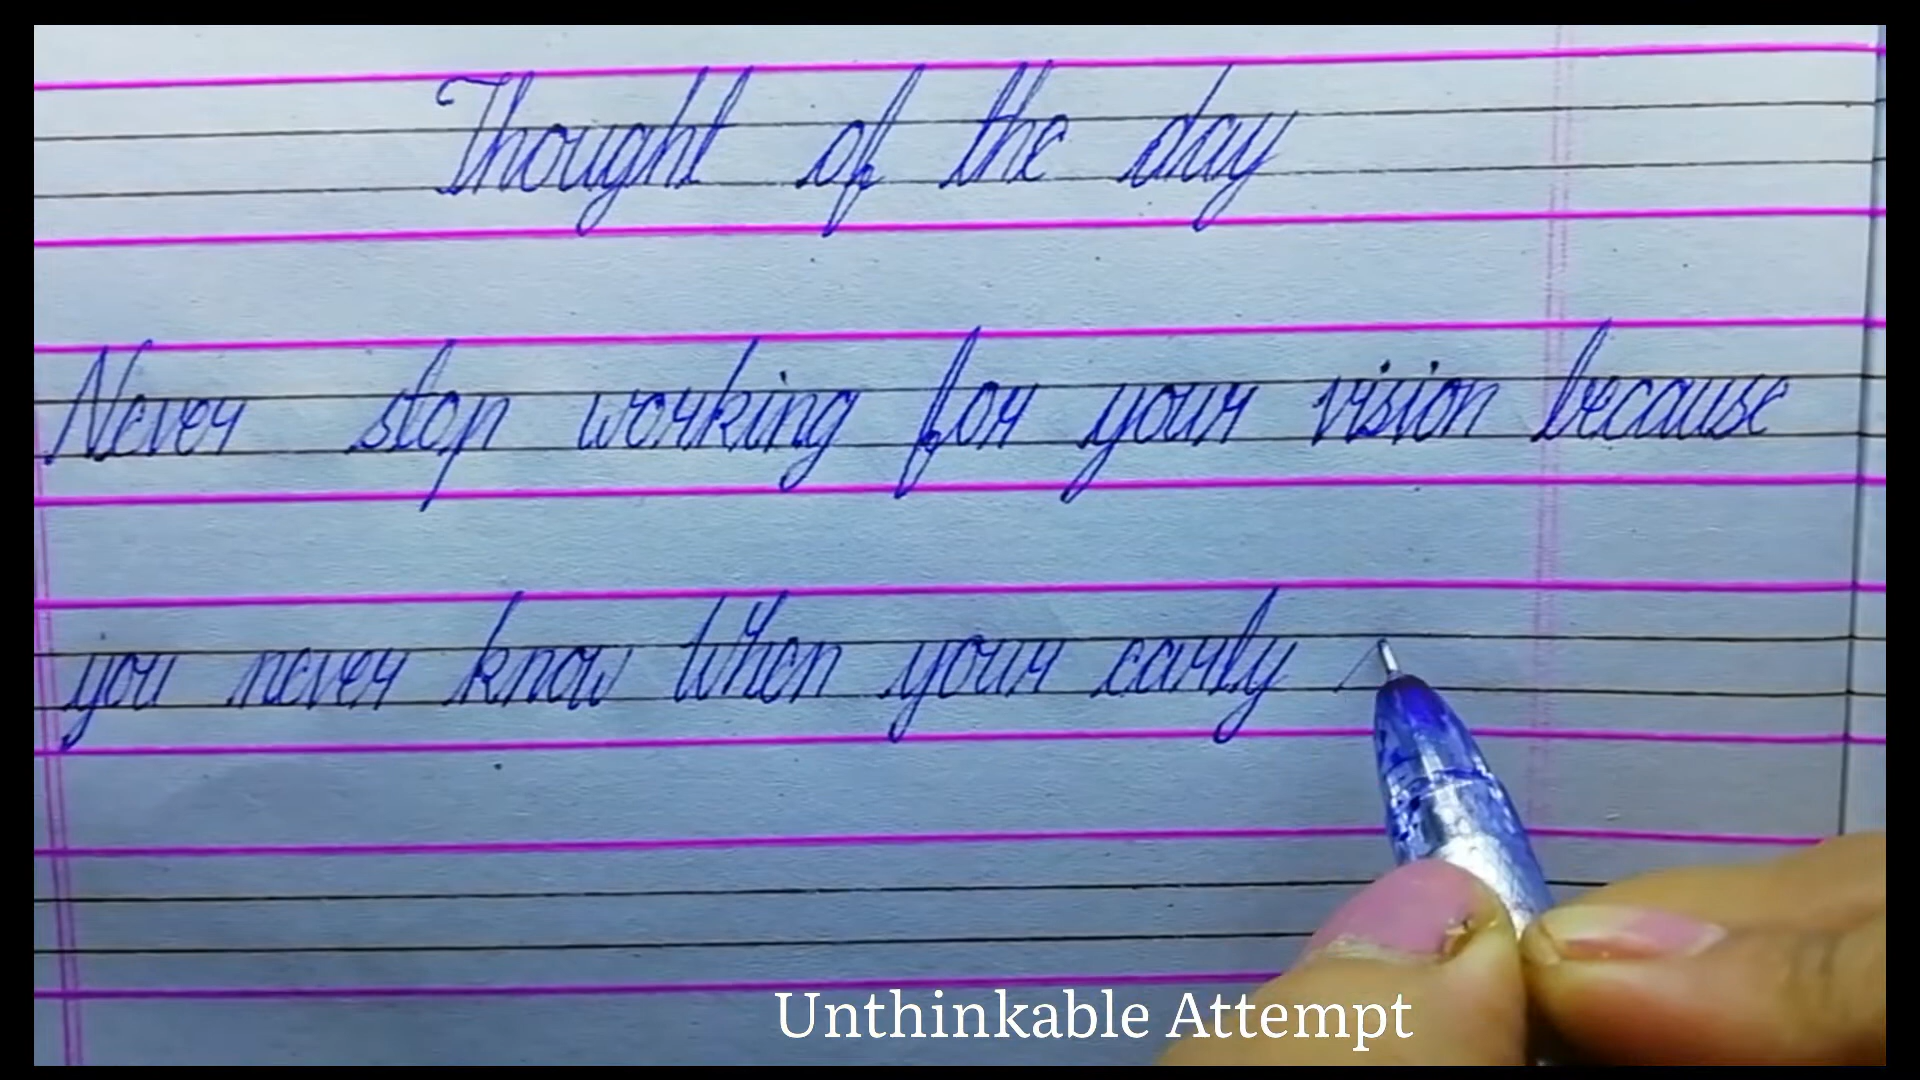 Thought of the day
Never stop working for your vision because
you never know When your early
Unthinkable Attempt